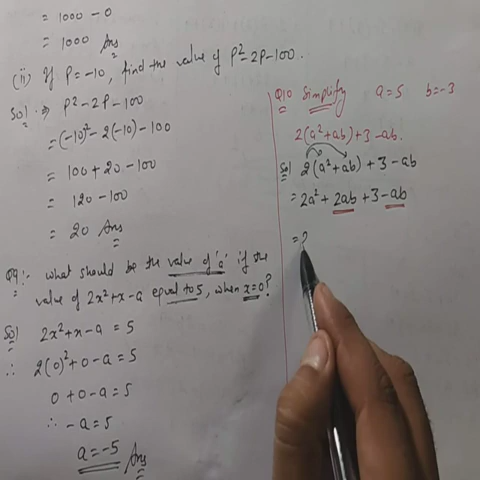 = 1000 - 0
= 1000 Ans
(ii) If P = -10, find the value of P² - 2P - 100.
Sol ⇒ P² - 2P - 100
= (-10)² - 2(-10) - 100
= 100 + 20 - 100
= 120 - 100
= 20 Ans
Q9:- what should be the value of 'a' if the
value of 2x² + x - a equal to 5, when x = 0?
Sol 2x² + x - a = 5
∴ 2(0)² + 0 - a = 5
0 + 0 - a = 5
∴ -a = 5
a = -5 Ans
Q10 Simplify a = 5 b = -3
2(a² + ab) + 3 - ab.
Sol 2(a² + ab) + 3 - ab
= 2a² + 2ab + 3 - ab
=